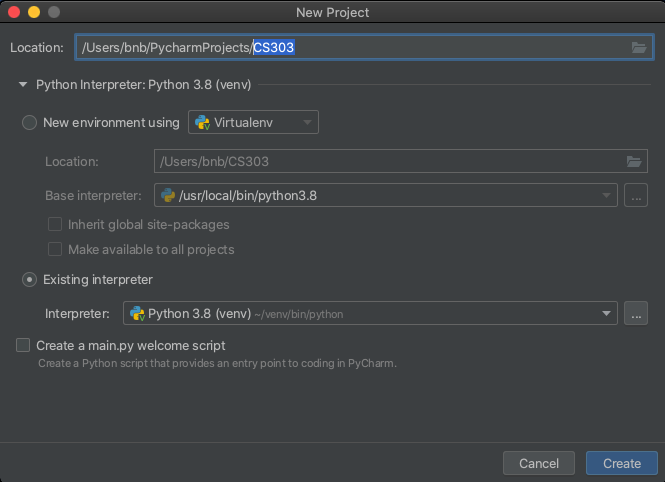 New Project
Location: /Users/bnb/PycharmProjects/CS303
Python Interpreter: Python 3.8 (venv)
New environment using Virtualenv
Location: /Users/bnb/CS303
Base interpreter: /usr/local/bin/python3.8 ...
Inherit global site-packages
Make available to all projects
Existing interpreter
Interpreter: Python 3.8 (venv) ~/venv/bin/python ...
Create a main.py welcome script
Create a Python script that provides an entry point to coding in PyCharm.
Cancel Create